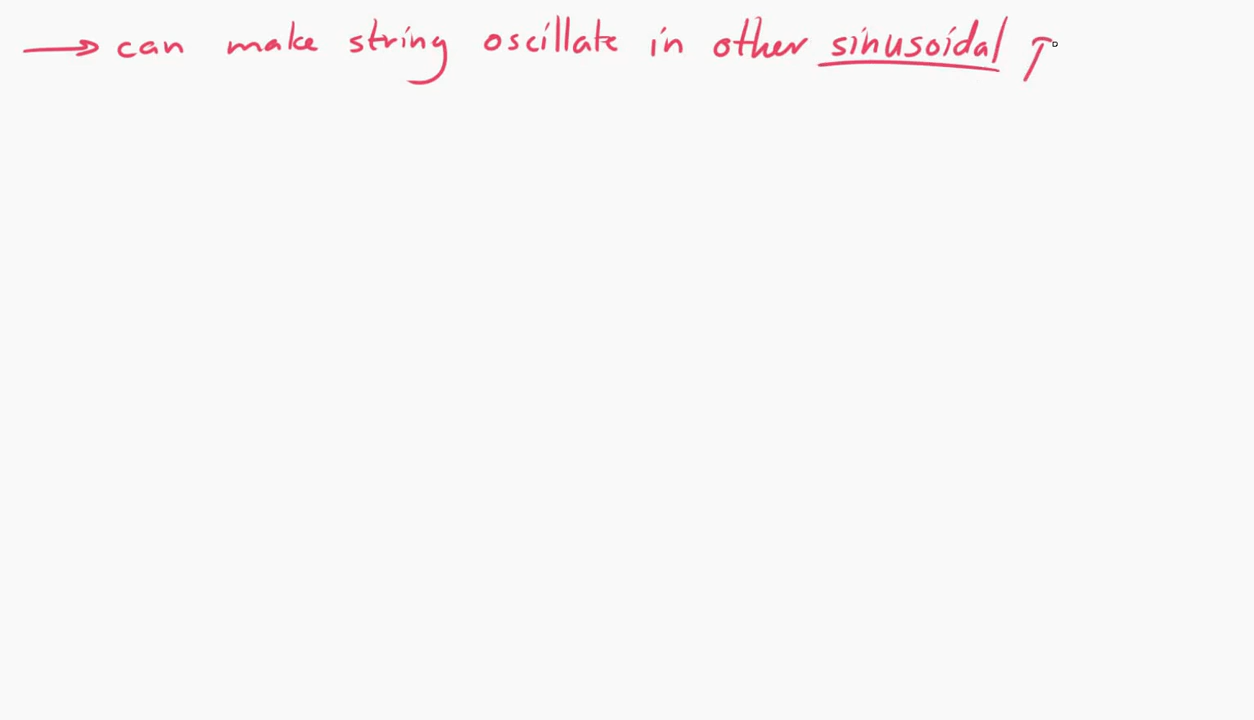 → can make string oscillate in other sinusoidal